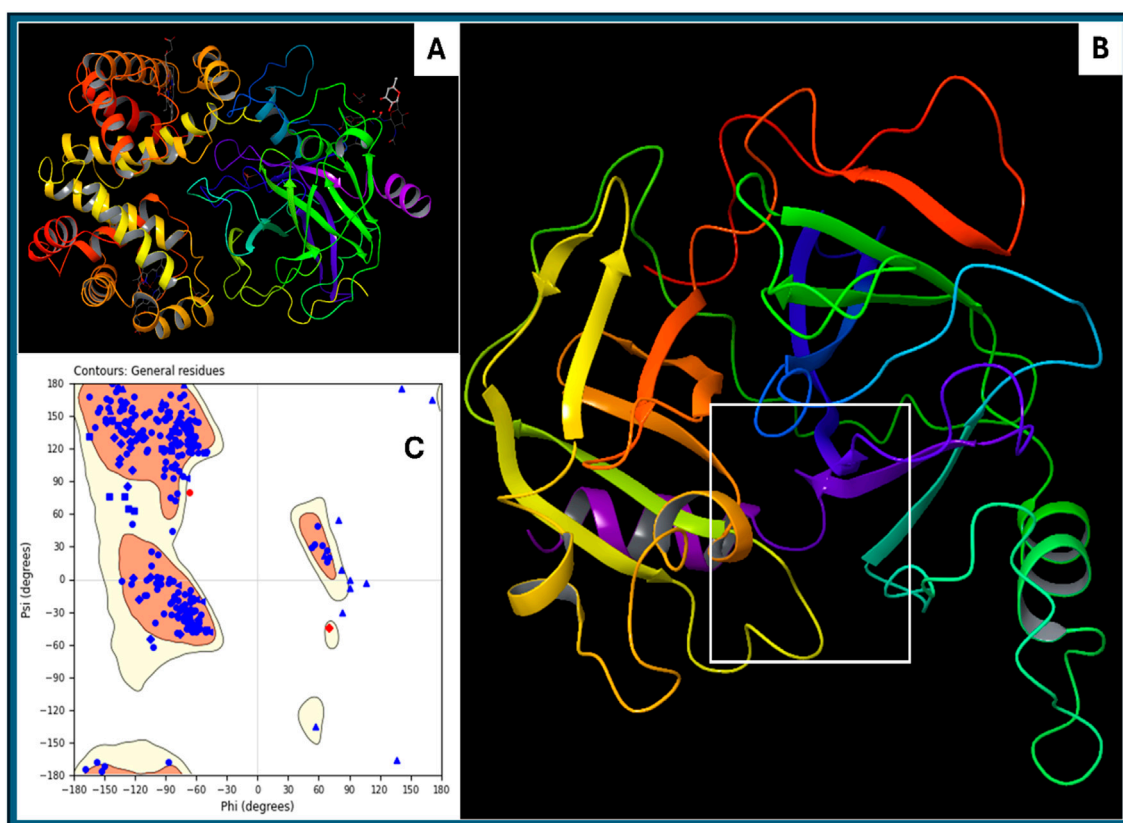 A
B
Contours: General residues
C
180
150
120
90
60
30
0
−30
−60
−90
−120
−150
−180
Psi (degrees)
−180 −150 −120 −90 −60 −30 0 30 60 90 120 150 180
Phi (degrees)